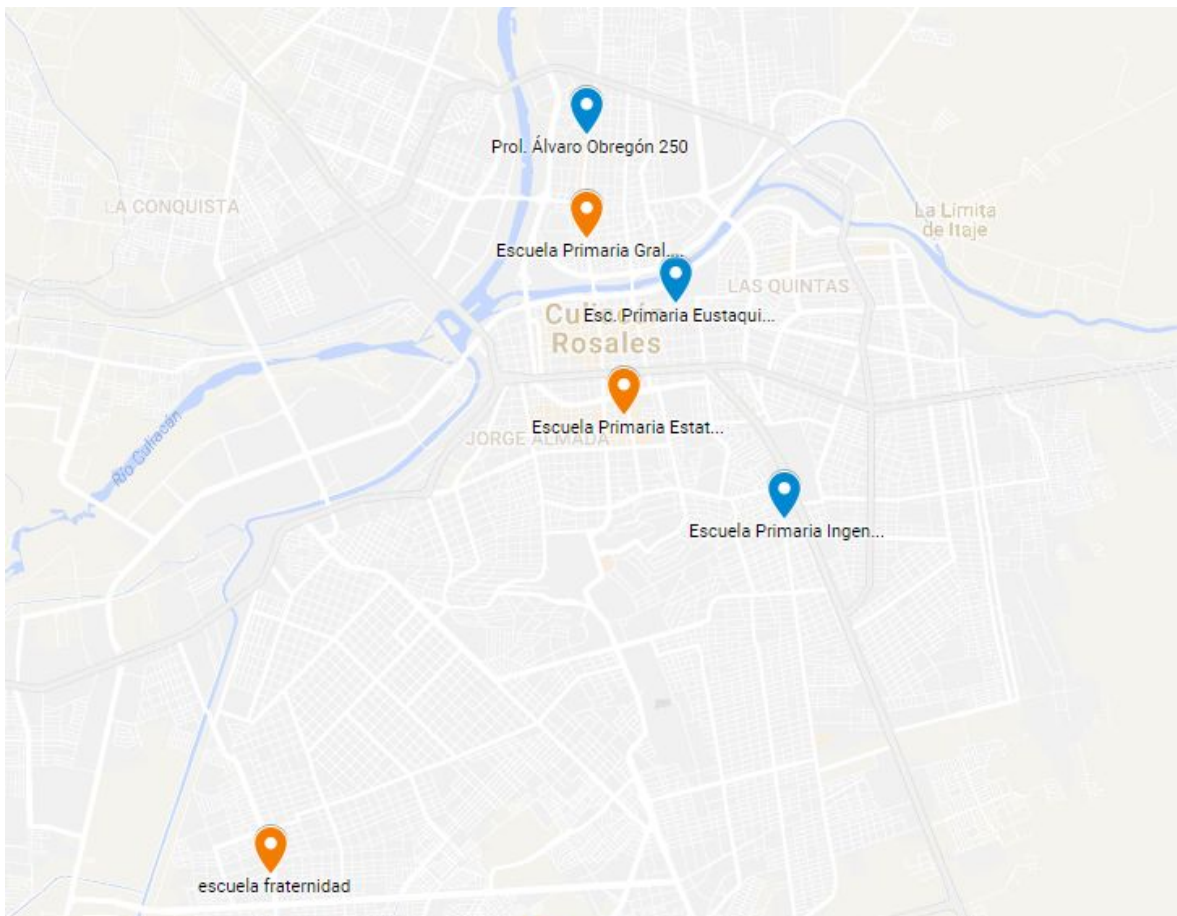 Prol. Álvaro Obregón 250
LA CONQUISTA
La Limita
de Itaje
Escuela Primaria Gral....
LAS QUINTAS
Esc. Primaria Eustaqui...
Rosales
Escuela Primaria Estat...
JORGE ALMADA
Río Culiacán
Escuela Primaria Ingen...
escuela fraternidad